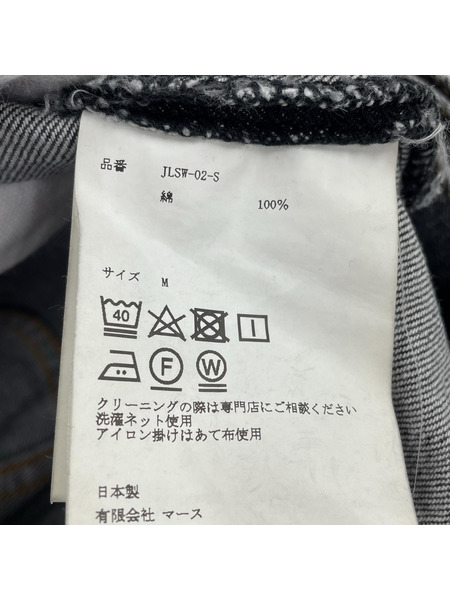 品番 JLSW-02-S
綿 100%
サイズ M
40
F W
クリーニングの際は専門店にご相談ください
洗濯ネット使用
アイロン掛けはあて布使用
日本製
有限会社 マース